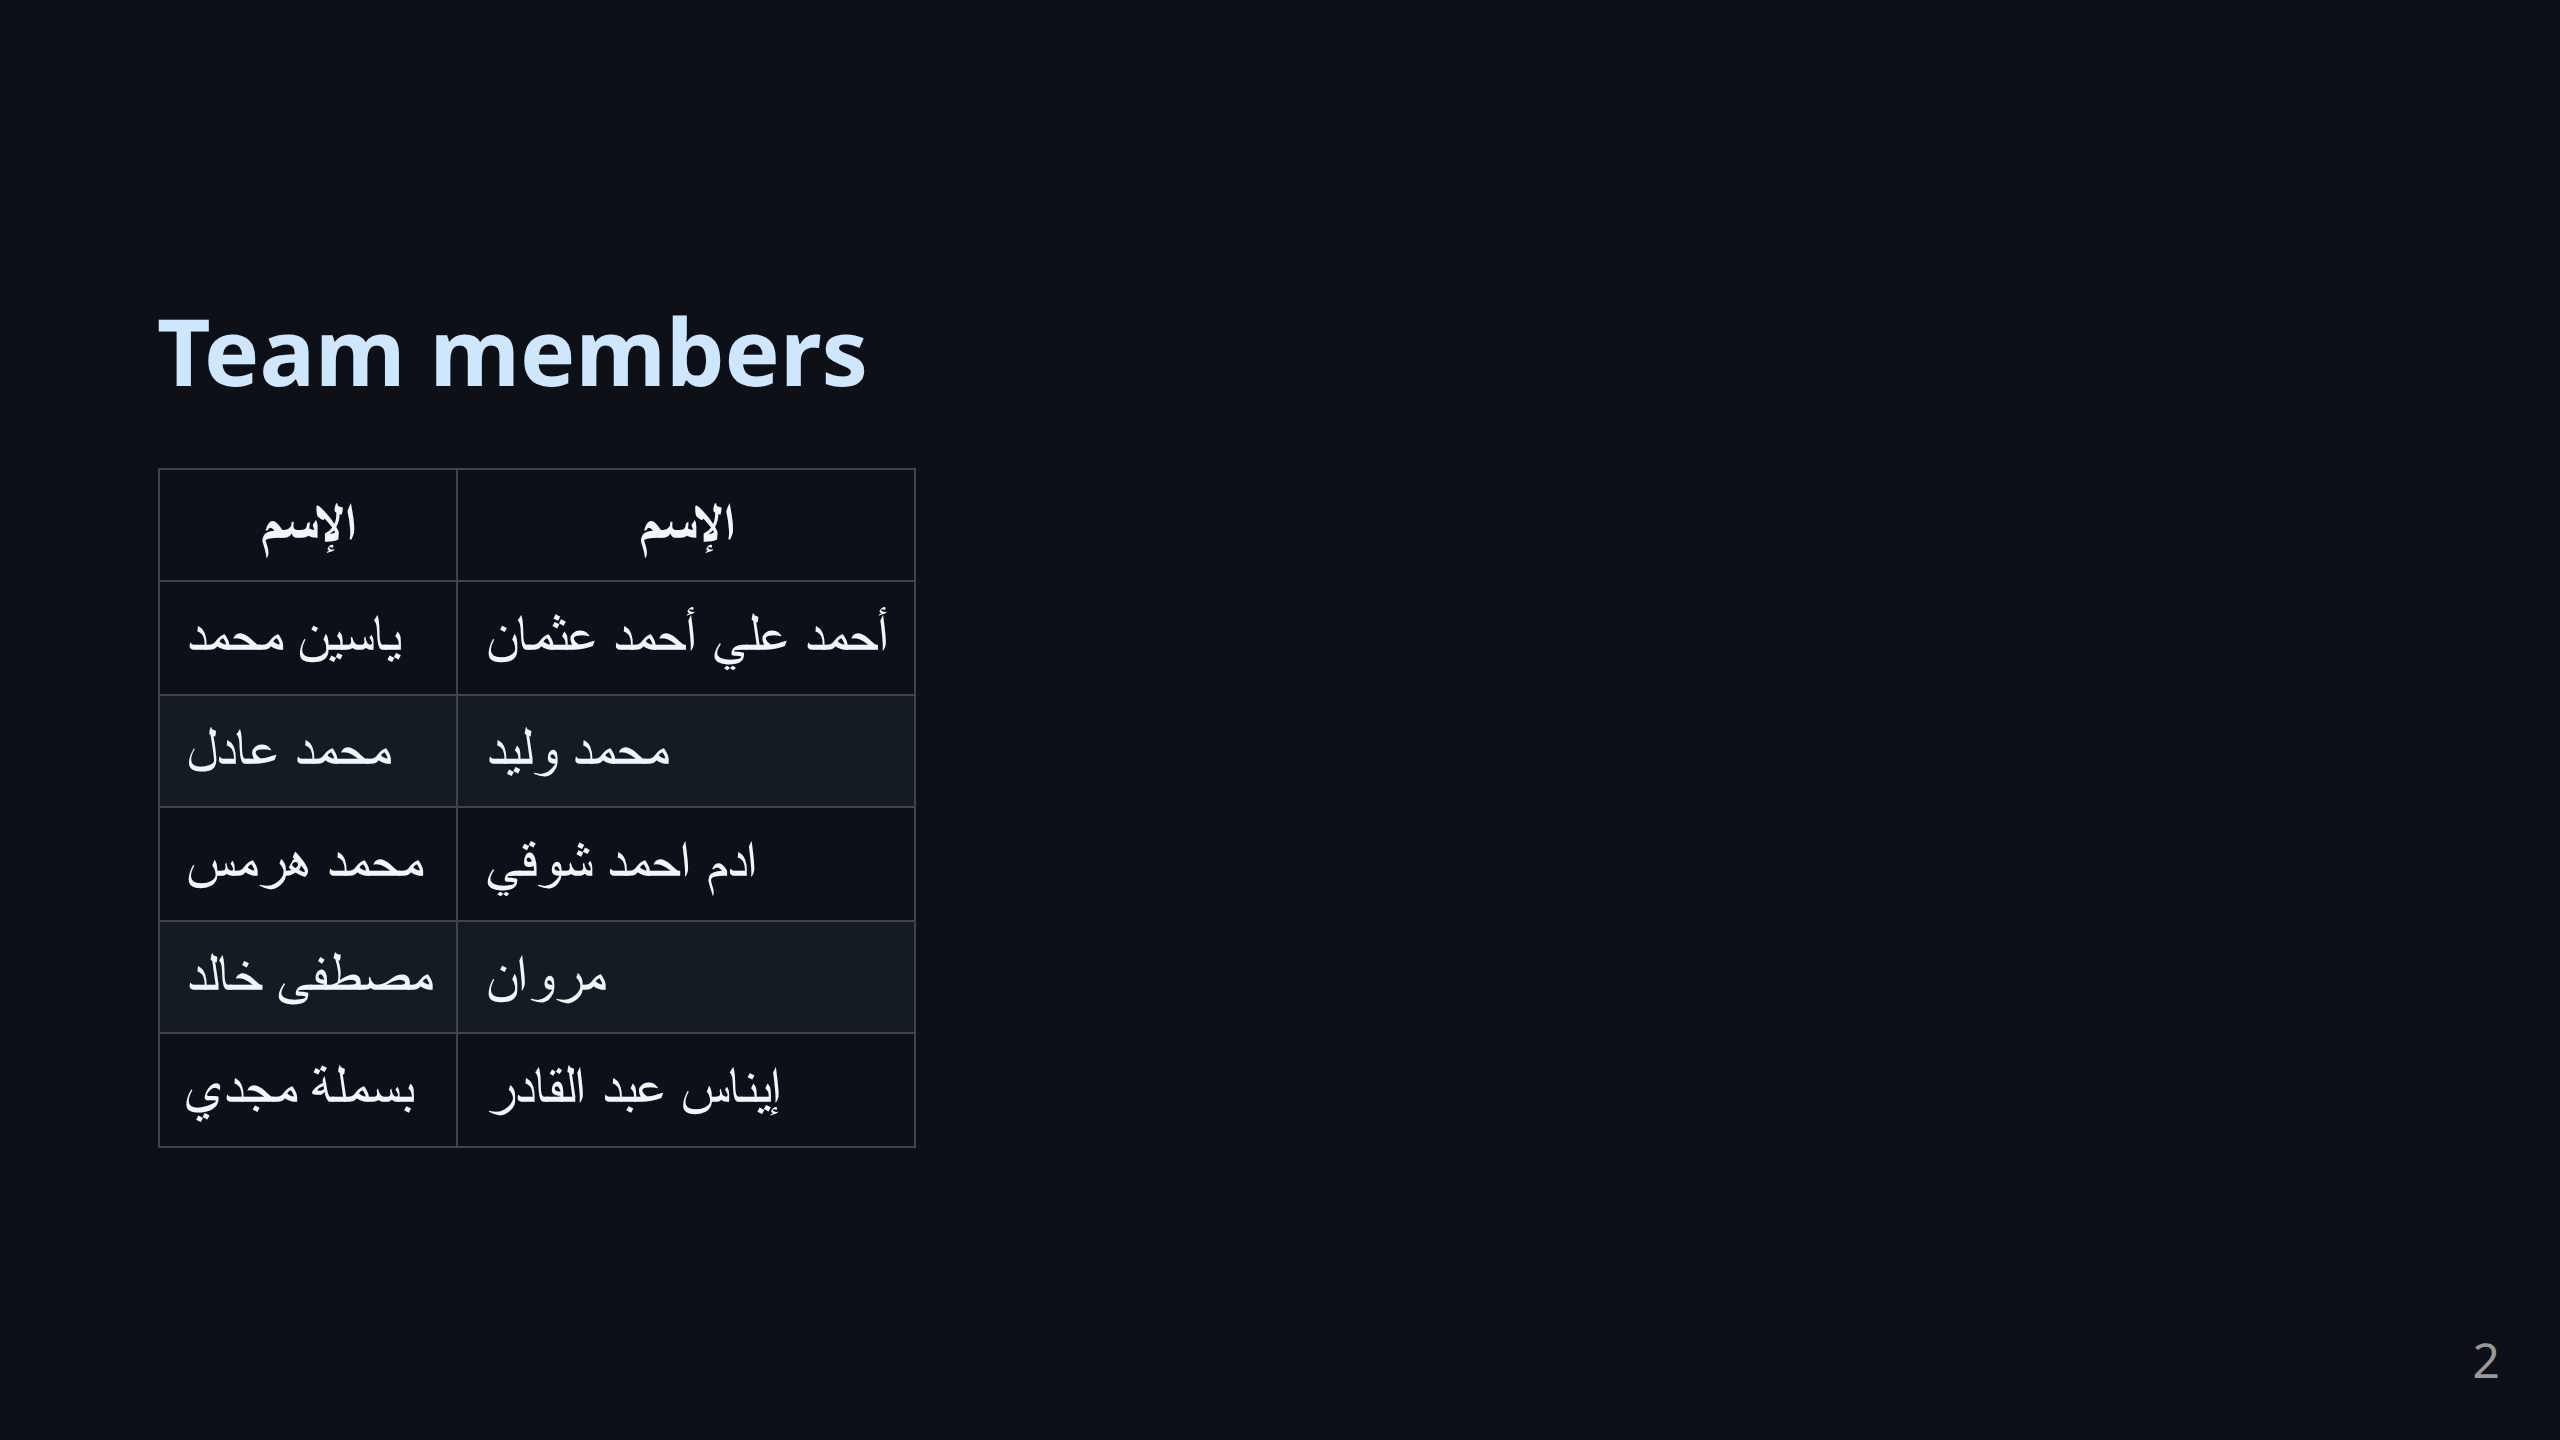 Team members
الإسم الإسم
ياسين محمد أحمد علي أحمد عثمان
محمد عادل محمد وليد
محمد هرمس ادم احمد شوقي
مصطفى خالد مروان
بسملة مجدي إيناس عبد القادر
2